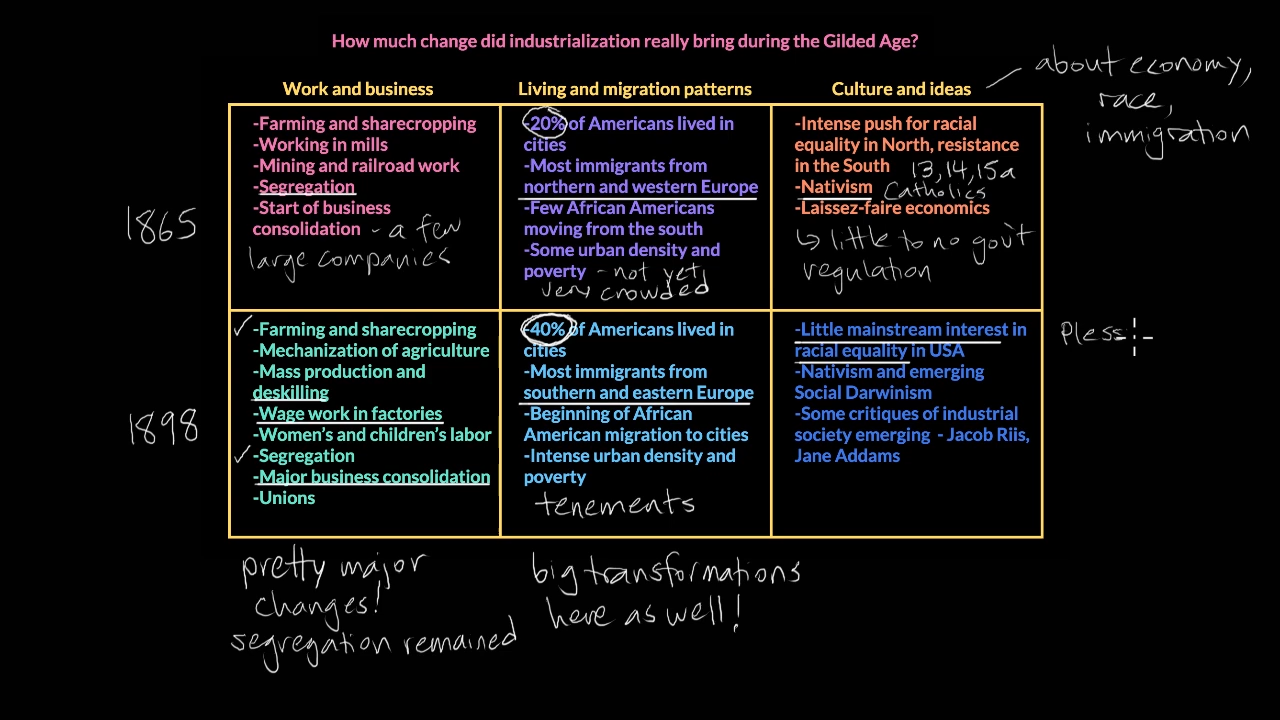 How much change did industrialization really bring during the Gilded Age?
Work and business
Living and migration patterns
Culture and ideas
about economy,
race,
immigration
1865
-Farming and sharecropping
-Working in mills
-Mining and railroad work
-Segregation
-Start of business
consolidation - a few
large companies
-20% of Americans lived in
cities
-Most immigrants from
northern and western Europe
-Few African Americans
moving from the south
-Some urban density and
poverty - not yet
very crowded
-Intense push for racial
equality in North, resistance
in the South 13, 14, 15a
-Nativism Catholics
-Laissez-faire economics
↳ little to no gov't
regulation
1898
-Farming and sharecropping
-Mechanization of agriculture
-Mass production and
deskilling
-Wage work in factories
-Women's and children's labor
-Segregation
-Major business consolidation
-Unions
-40% of Americans lived in
cities
-Most immigrants from
southern and eastern Europe
-Beginning of African
American migration to cities
-Intense urban density and
poverty
tenements
-Little mainstream interest in
racial equality in USA
-Nativism and emerging
Social Darwinism
-Some critiques of industrial
society emerging - Jacob Riis,
Jane Addams
Pless
pretty major
changes!
segregation remained
big transformations
here as well!